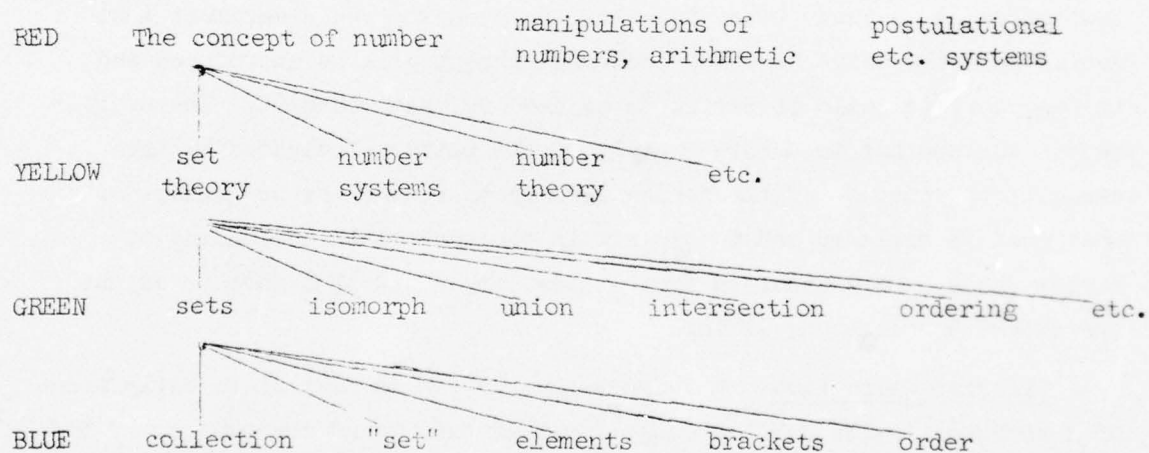 manipulations of postulational
RED The concept of number numbers, arithmetic etc. systems
set number number
YELLOW theory systems theory etc.
GREEN sets isomorph union intersection ordering etc.
BLUE collection "set" elements brackets order